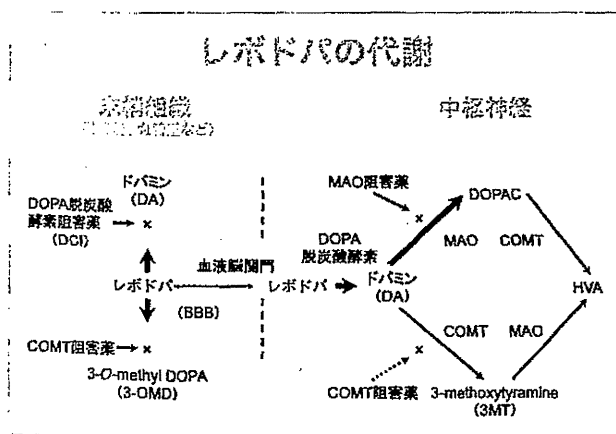 レボドパの代謝
末梢組織
中枢神経
ドパミン
(DA)
DOPA脱炭酸
酵素阻害薬
(DCI)
×
レボドパ
血液脳関門
(BBB)
COMT阻害薬
×
3-O-methyl DOPA
(3-OMD)
MAO阻害薬
×
DOPAC
DOPA
脱炭酸酵素
MAO COMT
レボドパ
ドパミン
(DA)
HVA
COMT MAO
×
COMT阻害薬
3-methoxytyramine
(3MT)